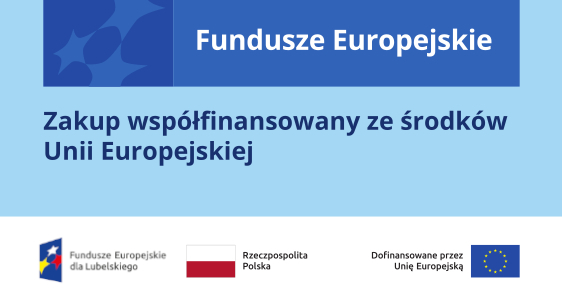 Fundusze Europejskie
Zakup współfinansowany ze środków
Unii Europejskiej
Fundusze Europejskie
dla Lubelskiego
Rzeczpospolita
Polska
Dofinansowane przez
Unię Europejską